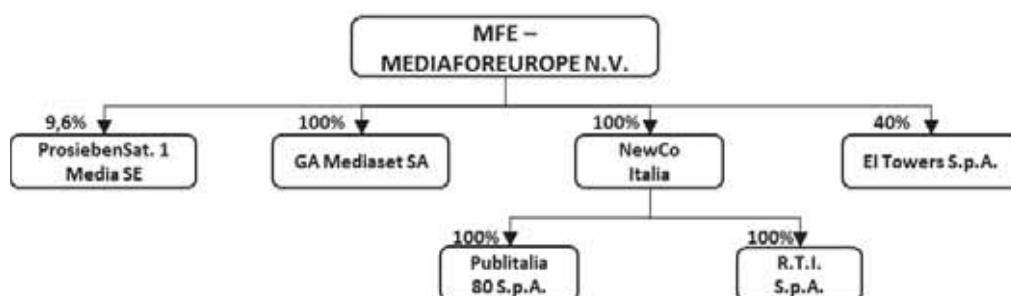 MFE –
MEDIAFOREUROPE N.V.
9,6%
100%
100%
40%
ProsiebenSat. 1
Media SE
GA Mediaset SA
NewCo
Italia
EI Towers S.p.A.
100%
100%
Publitalia
80 S.p.A.
R.T.I.
S.p.A.